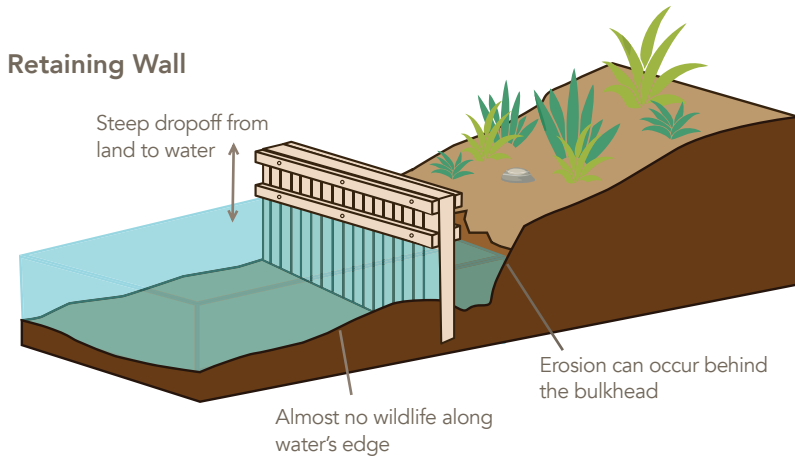 Retaining Wall
Steep dropoff from
land to water
Erosion can occur behind
the bulkhead
Almost no wildlife along
water’s edge